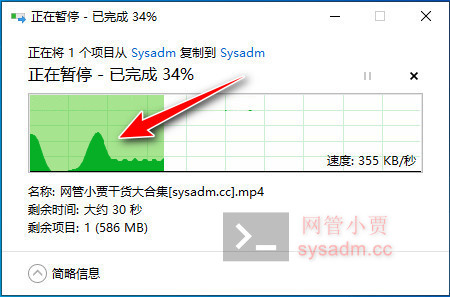 正在暂停 - 已完成 34%
正在将 1 个项目从 Sysadm 复制到 Sysadm
正在暂停 - 已完成 34%
速度: 355 KB/秒
名称: 网管小贾干货大合集[sysadm.cc].mp4
剩余时间: 大约 30 秒
剩余项目: 1 (586 MB)
网管小贾
sysadm.cc
简略信息